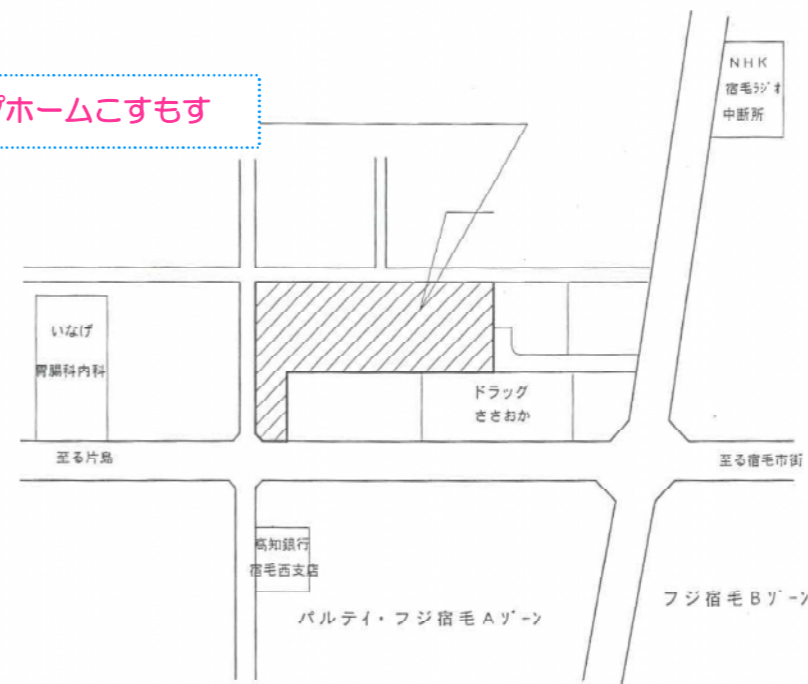 プホームこすもす
NHK
宿毛ラジオ
中断所
いなげ
胃腸科内科
ドラッグ
ささおか
至る片島
至る宿毛市街
高知銀行
宿毛西支店
パルティ・フジ宿毛Aゾーン
フジ宿毛Bゾーン